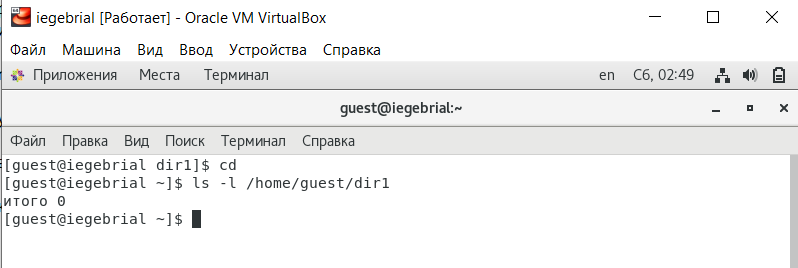 iegebrial [Работает] - Oracle VM VirtualBox
Файл Машина Вид Ввод Устройства Справка
Приложения Места Терминал en Сб, 02:49
guest@iegebrial:~
Файл Правка Вид Поиск Терминал Справка
[guest@iegebrial dir1]$ cd
[guest@iegebrial ~]$ ls -l /home/guest/dir1
итого 0
[guest@iegebrial ~]$